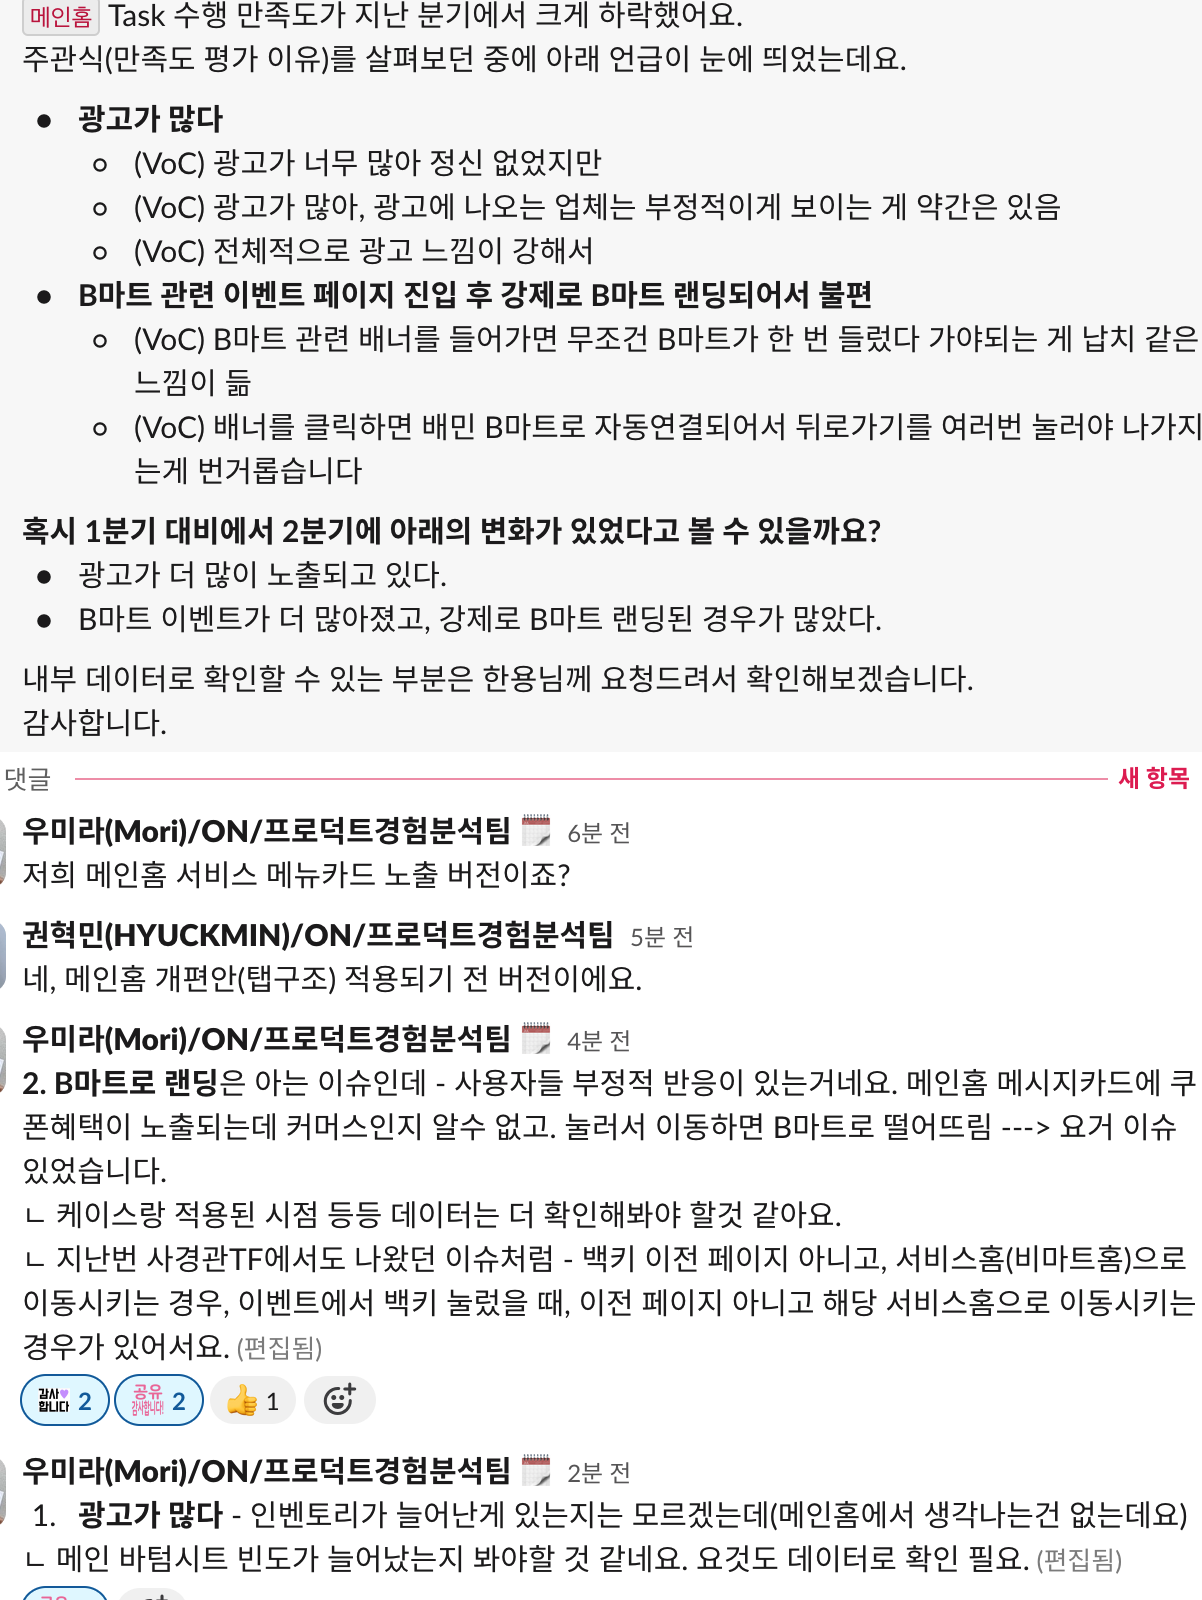 메인홈 Task 수행 만족도가 지난 분기에서 크게 하락했어요.
주관식(만족도 평가 이유)를 살펴보던 중에 아래 언급이 눈에 띄었는데요.
● 광고가 많다
○ (VoC) 광고가 너무 많아 정신 없었지만
○ (VoC) 광고가 많아, 광고에 나오는 업체는 부정적이게 보이는 게 약간은 있음
○ (VoC) 전체적으로 광고 느낌이 강해서
● B마트 관련 이벤트 페이지 진입 후 강제로 B마트 랜딩되어서 불편
○ (VoC) B마트 관련 배너를 들어가면 무조건 B마트가 한 번 들렀다 가야되는 게 납치 같은
느낌이 듦
○ (VoC) 배너를 클릭하면 배민 B마트로 자동연결되어서 뒤로가기를 여러번 눌러야 나가지
는게 번거롭습니다
혹시 1분기 대비에서 2분기에 아래의 변화가 있었다고 볼 수 있을까요?
● 광고가 더 많이 노출되고 있다.
● B마트 이벤트가 더 많아졌고, 강제로 B마트 랜딩된 경우가 많았다.
내부 데이터로 확인할 수 있는 부분은 한용님께 요청드려서 확인해보겠습니다.
감사합니다.
댓글 새 항목
우미라(Mori)/ON/프로덕트경험분석팀 6분 전
저희 메인홈 서비스 메뉴카드 노출 버전이죠?
권혁민(HYUCKMIN)/ON/프로덕트경험분석팀 5분 전
네, 메인홈 개편안(탭구조) 적용되기 전 버전이에요.
우미라(Mori)/ON/프로덕트경험분석팀 4분 전
2. B마트로 랜딩은 아는 이슈인데 - 사용자들 부정적 반응이 있는거네요. 메인홈 메시지카드에 쿠
폰혜택이 노출되는데 커머스인지 알수 없고. 눌러서 이동하면 B마트로 떨어뜨림 ---> 요거 이슈
있었습니다.
ㄴ 케이스랑 적용된 시점 등등 데이터는 더 확인해봐야 할것 같아요.
ㄴ 지난번 사경관TF에서도 나왔던 이슈처럼 - 백키 이전 페이지 아니고, 서비스홈(비마트홈)으로
이동시키는 경우, 이벤트에서 백키 눌렀을 때, 이전 페이지 아니고 해당 서비스홈으로 이동시키는
경우가 있어서요. (편집됨)
감사합니다 2 공유 감사합니다! 2 1
우미라(Mori)/ON/프로덕트경험분석팀 2분 전
1. 광고가 많다 - 인벤토리가 늘어난게 있는지는 모르겠는데(메인홈에서 생각나는건 없는데요)
ㄴ 메인 바텀시트 빈도가 늘어났는지 봐야할 것 같네요. 요것도 데이터로 확인 필요. (편집됨)